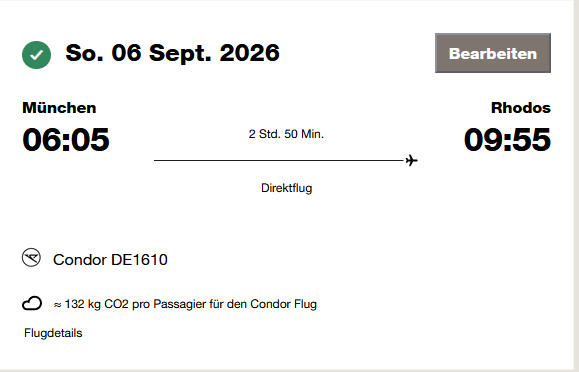 So. 06 Sept. 2026
Bearbeiten
München
Rhodos
06:05
2 Std. 50 Min.
09:55
Direktflug
Condor DE1610
≈ 132 kg CO2 pro Passagier für den Condor Flug
Flugdetails